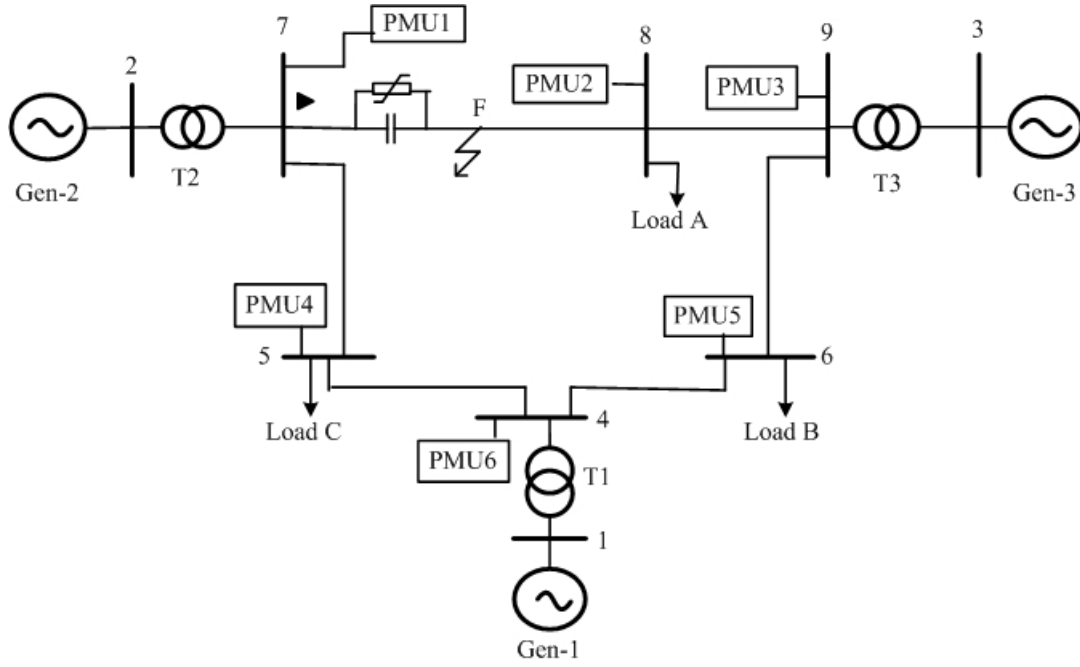 PMU1
7
8
9
3
2
PMU2
PMU3
F
T2
T3
Gen-2
Gen-3
Load A
PMU4
PMU5
5
6
Load C
4
Load B
PMU6
T1
1
Gen-1